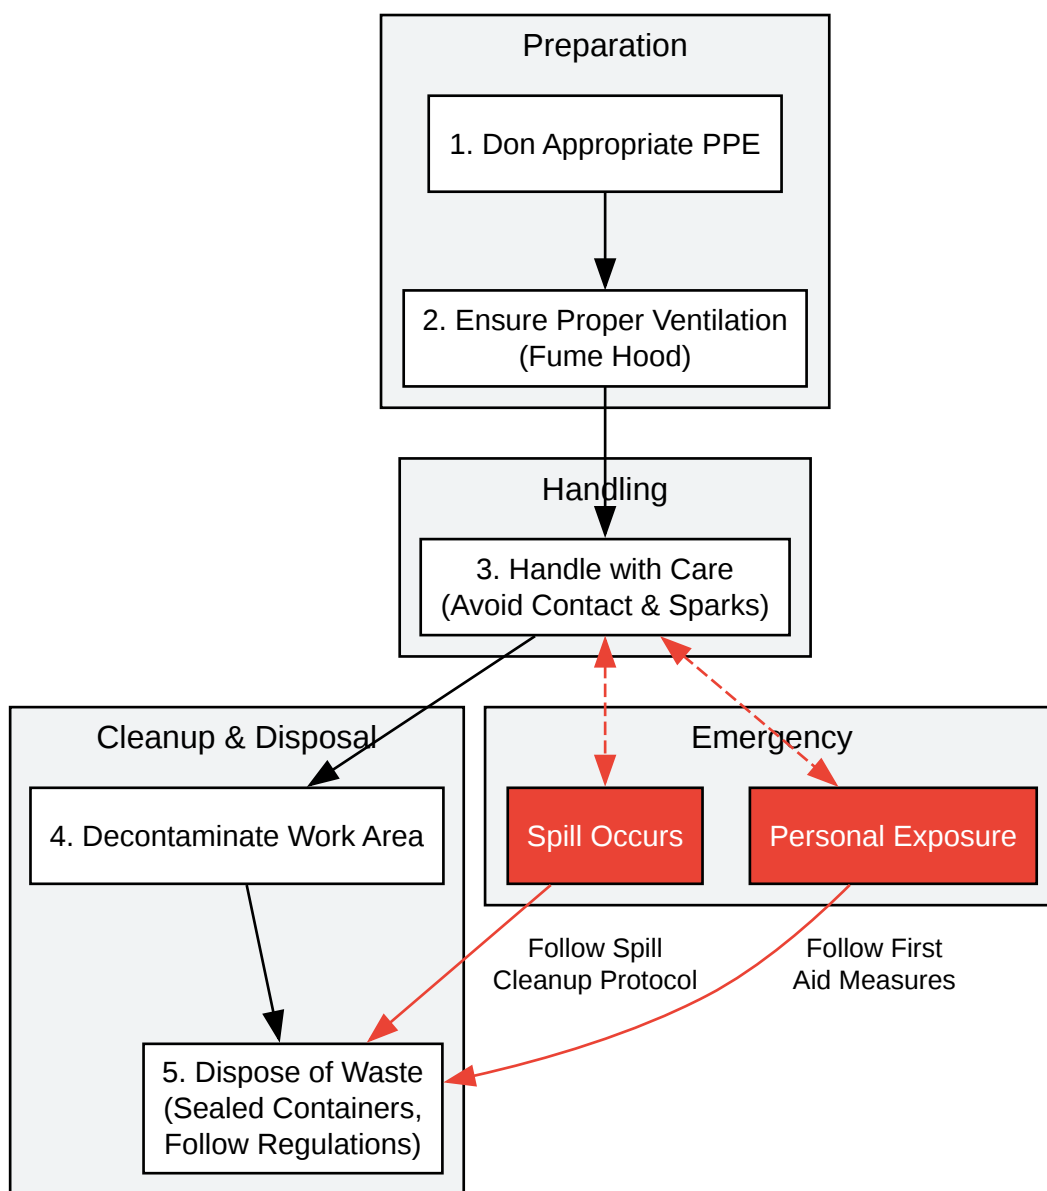 Preparation
1. Don Appropriate PPE
2. Ensure Proper Ventilation
(Fume Hood)
Handling
3. Handle with Care
(Avoid Contact & Sparks)
Cleanup & Disposal
4. Decontaminate Work Area
Emergency
Spill Occurs
Personal Exposure
Follow Spill
Cleanup Protocol
Follow First
Aid Measures
5. Dispose of Waste
(Sealed Containers,
Follow Regulations)